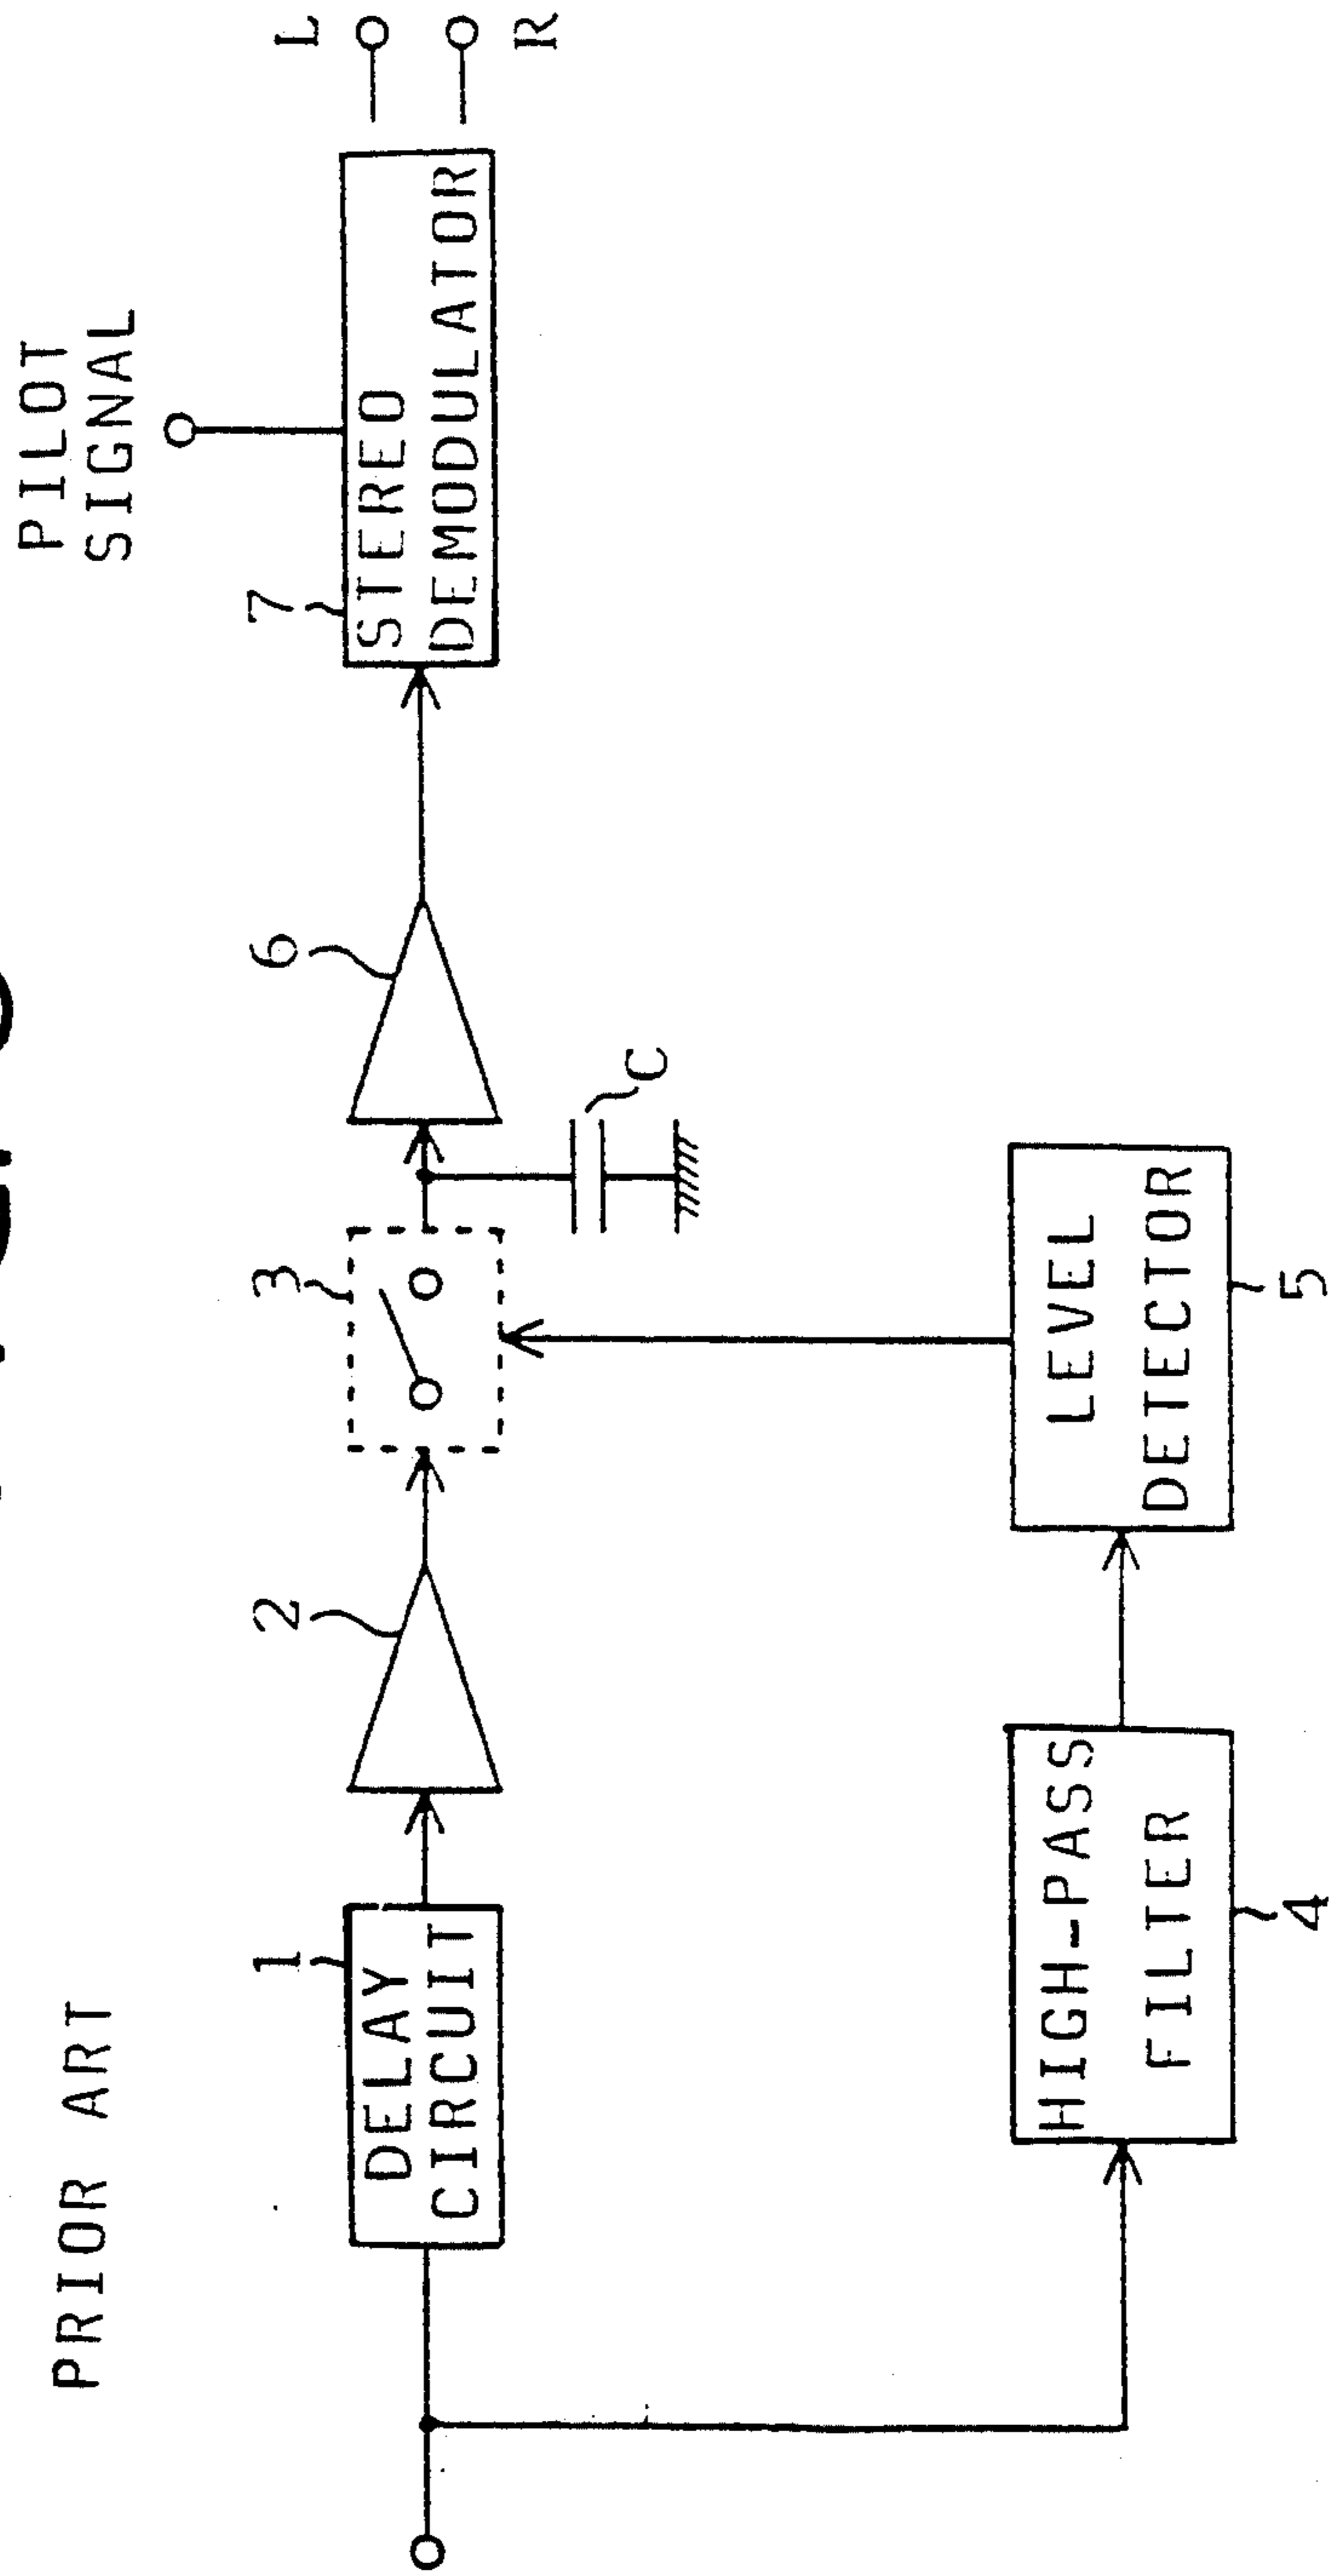 PRIOR ART
PILOT
SIGNAL
1
DELAY
CIRCUIT
2
3
6
C
7
STEREO
DEMODULATOR
L
R
HIGH-PASS
FILTER
4
LEVEL
DETECTOR
5